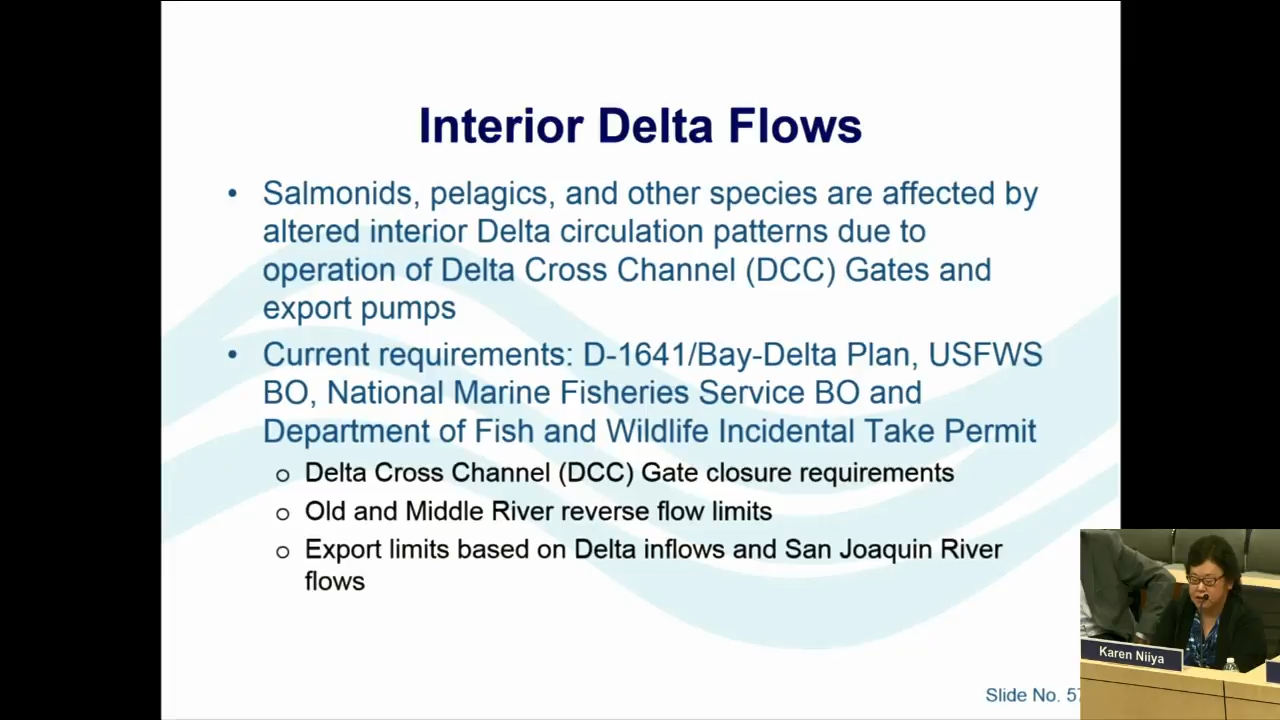 Interior Delta Flows
• Salmonids, pelagics, and other species are affected by
altered interior Delta circulation patterns due to
operation of Delta Cross Channel (DCC) Gates and
export pumps
• Current requirements: D-1641/Bay-Delta Plan, USFWS
BO, National Marine Fisheries Service BO and
Department of Fish and Wildlife Incidental Take Permit
o Delta Cross Channel (DCC) Gate closure requirements
o Old and Middle River reverse flow limits
o Export limits based on Delta inflows and San Joaquin River
flows
Karen Niiya
Slide No. 57